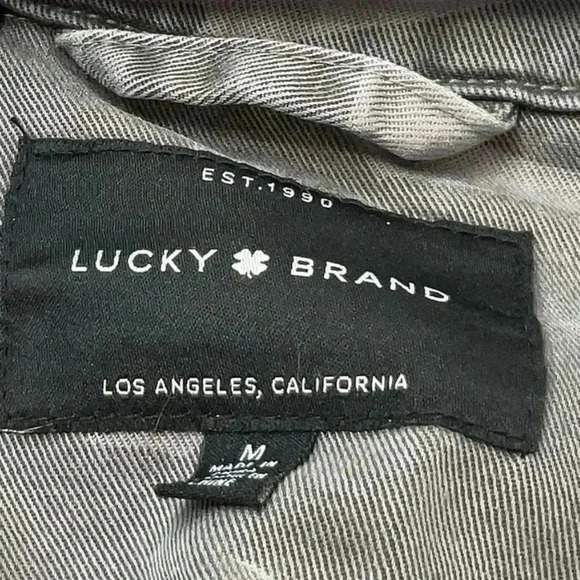 EST.1990
LUCKY BRAND
LOS ANGELES, CALIFORNIA
M
MADE IN